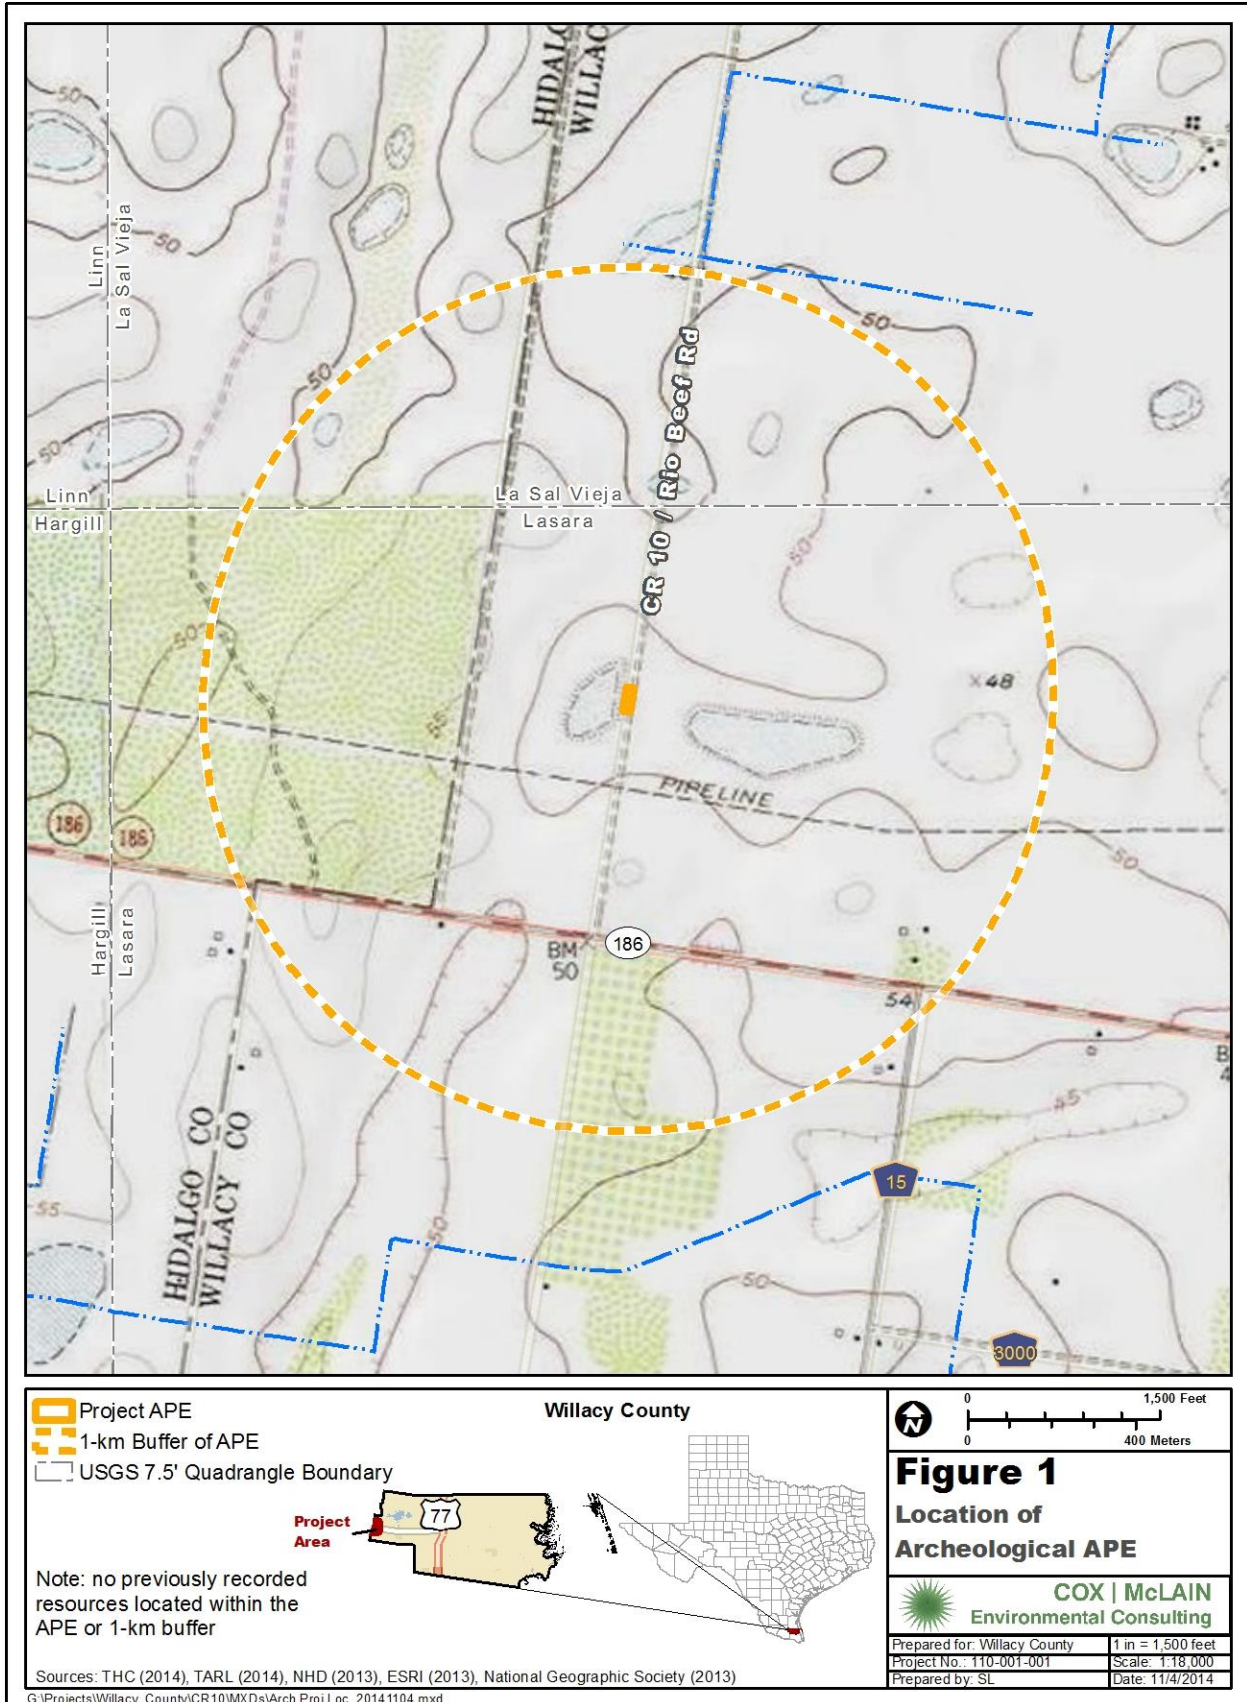 HIDALGO
WILLAC
50
Linn
La Sal Vieja
50
50
50
50
CR 10 / Rio Beef Rd
Linn
Hargill
La Sal Vieja
Lasara
50
50
×48
PIPELINE
186
186
50
Hargill
Lasara
BM
50
186
54
B
4
45
HIDALGO CO
WILLACY CO
55
50
15
50
3000
Project APE
1-km Buffer of APE
USGS 7.5' Quadrangle Boundary
Willacy County
77
Project
Area
Note: no previously recorded
resources located within the
APE or 1-km buffer
Sources: THC (2014), TARL (2014), NHD (2013), ESRI (2013), National Geographic Society (2013)
N
0 1,500 Feet
0 400 Meters
Figure 1
Location of
Archeological APE
COX | McLAIN
Environmental Consulting
Prepared for: Willacy County 1 in = 1,500 feet
Project No.: 110-001-001 Scale: 1:18,000
Prepared by: SL Date: 11/4/2014
G:\Projects\Willacy_County\CR10\MXDs\Arch_Proj_Loc_20141104.mxd